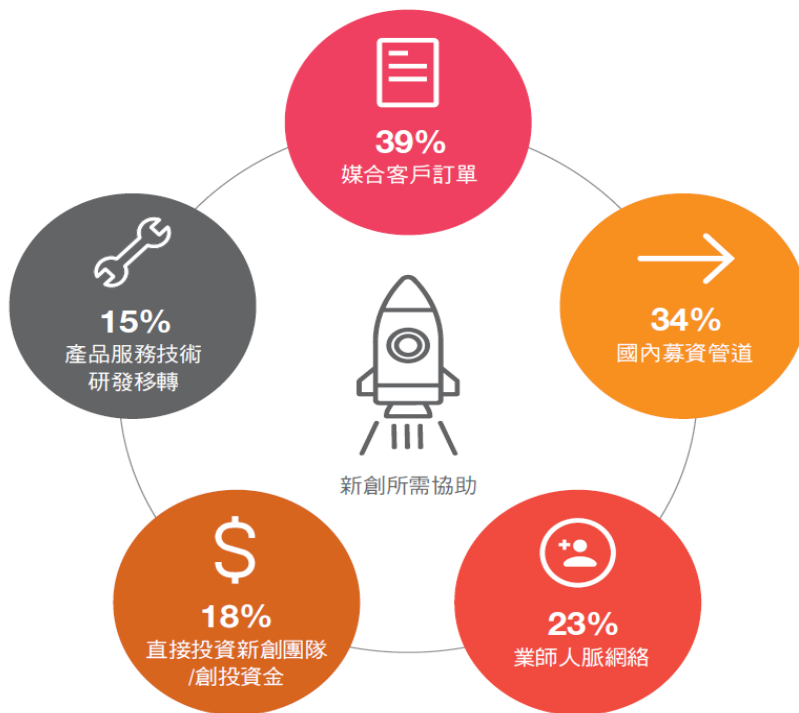 39%
媒合客戶訂單
34%
國內募資管道
23%
業師人脈網絡
18%
直接投資新創團隊
/創投資金
15%
產品服務技術
研發移轉
新創所需協助